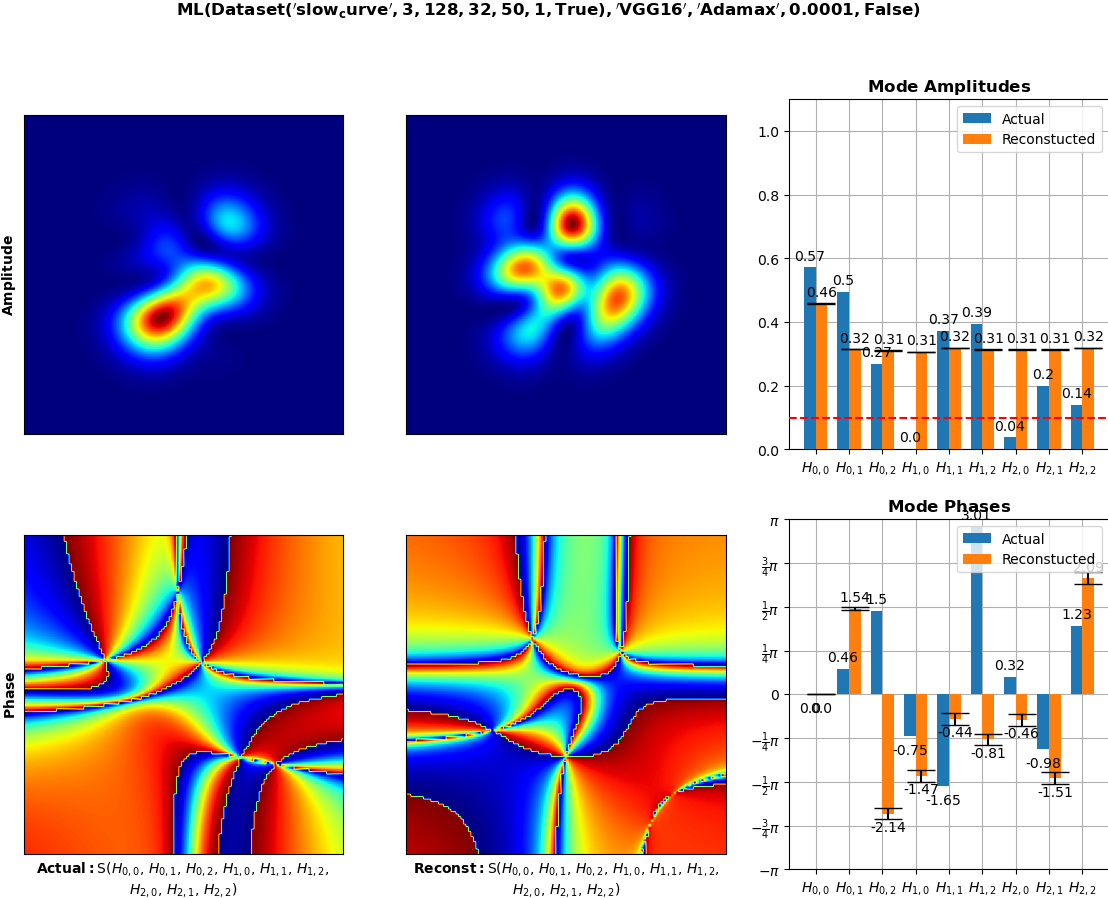 ML(Dataset('slow_curve', 3, 128, 32, 50, 1, True), 'VGG16', 'Adamax', 0.0001, False)
Amplitude
Mode Amplitudes
Actual
Reconstucted
1.0
0.8
0.6
0.4
0.2
0.0
0.57
0.46
0.5
0.32
0.27
0.31
0.0
0.31
0.37
0.32
0.39
0.31
0.04
0.31
0.2
0.31
0.14
0.32
H0,0 H0,1 H0,2 H1,0 H1,1 H1,2 H2,0 H2,1 H2,2
Phase
Mode Phases
Actual
Reconstucted
π
3/4π
1/2π
1/4π
0
−1/4π
−1/2π
−3/4π
−π
0.0
0.0
0.46
1.54
1.5
-2.14
-0.75
-1.47
-1.65
-0.44
3.01
-0.81
0.32
-0.46
-0.98
-1.51
1.23
H0,0 H0,1 H0,2 H1,0 H1,1 H1,2 H2,0 H2,1 H2,2
Actual: S(H0,0, H0,1, H0,2, H1,0, H1,1, H1,2,
H2,0, H2,1, H2,2)
Reconst: S(H0,0, H0,1, H0,2, H1,0, H1,1, H1,2,
H2,0, H2,1, H2,2)